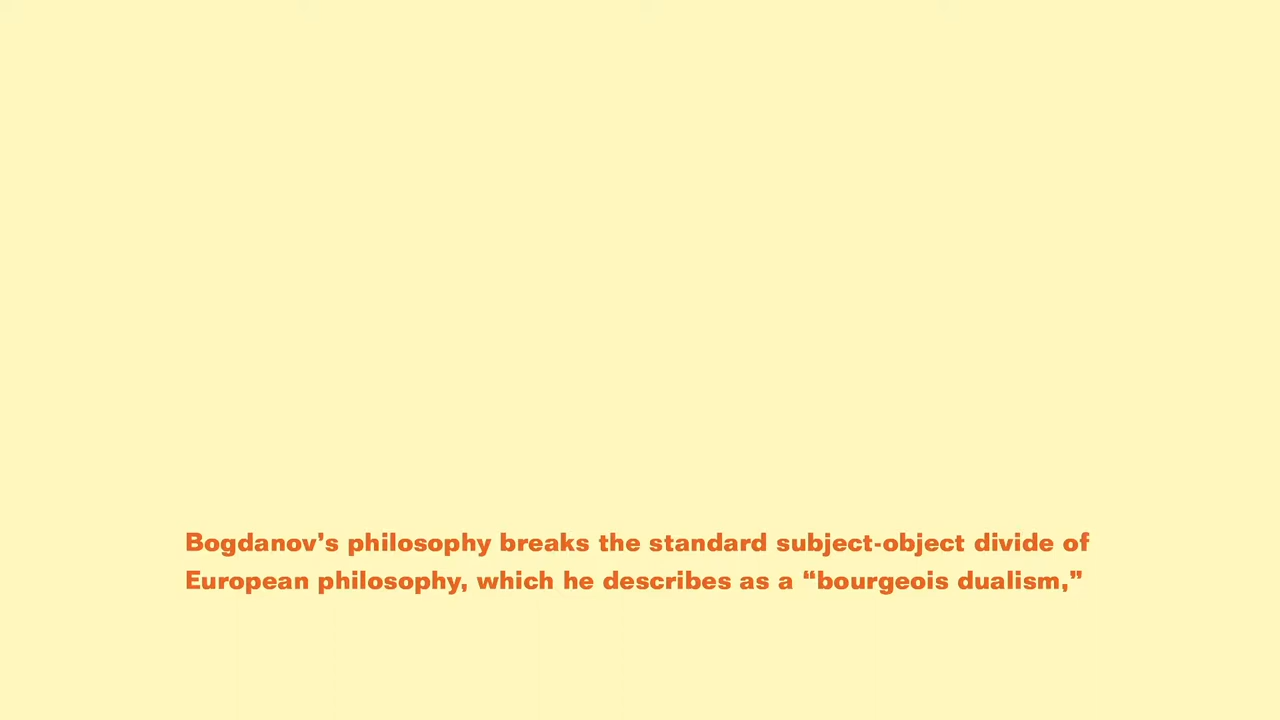 Bogdanov’s philosophy breaks the standard subject-object divide of
European philosophy, which he describes as a “bourgeois dualism,”